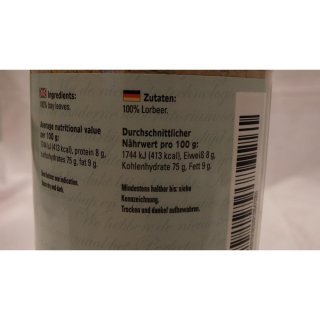 Ingredients:
100% bay leaves.
Average nutritional value
per 100 g:
1744 kJ (413 kcal), protein 8 g,
carbohydrates 75 g, fat 9 g.
Zutaten:
100% Lorbeer.
Durchschnittlicher
Nährwert pro 100 g:
1744 kJ (413 kcal), Eiweiß 8 g,
Kohlenhydrate 75 g, Fett 9 g.
Mindestens haltbar bis: siehe
Kennzeichnung.
Trocken und dunkel aufbewahren.